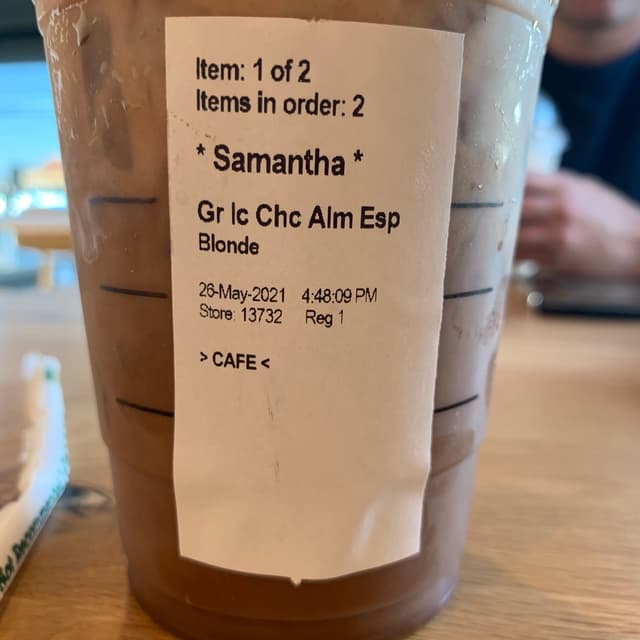 Item: 1 of 2
Items in order: 2
* Samantha *
Gr Ic Chc Alm Esp
Blonde
26-May-2021 4:48:09 PM
Store: 13732 Reg 1
> CAFE <